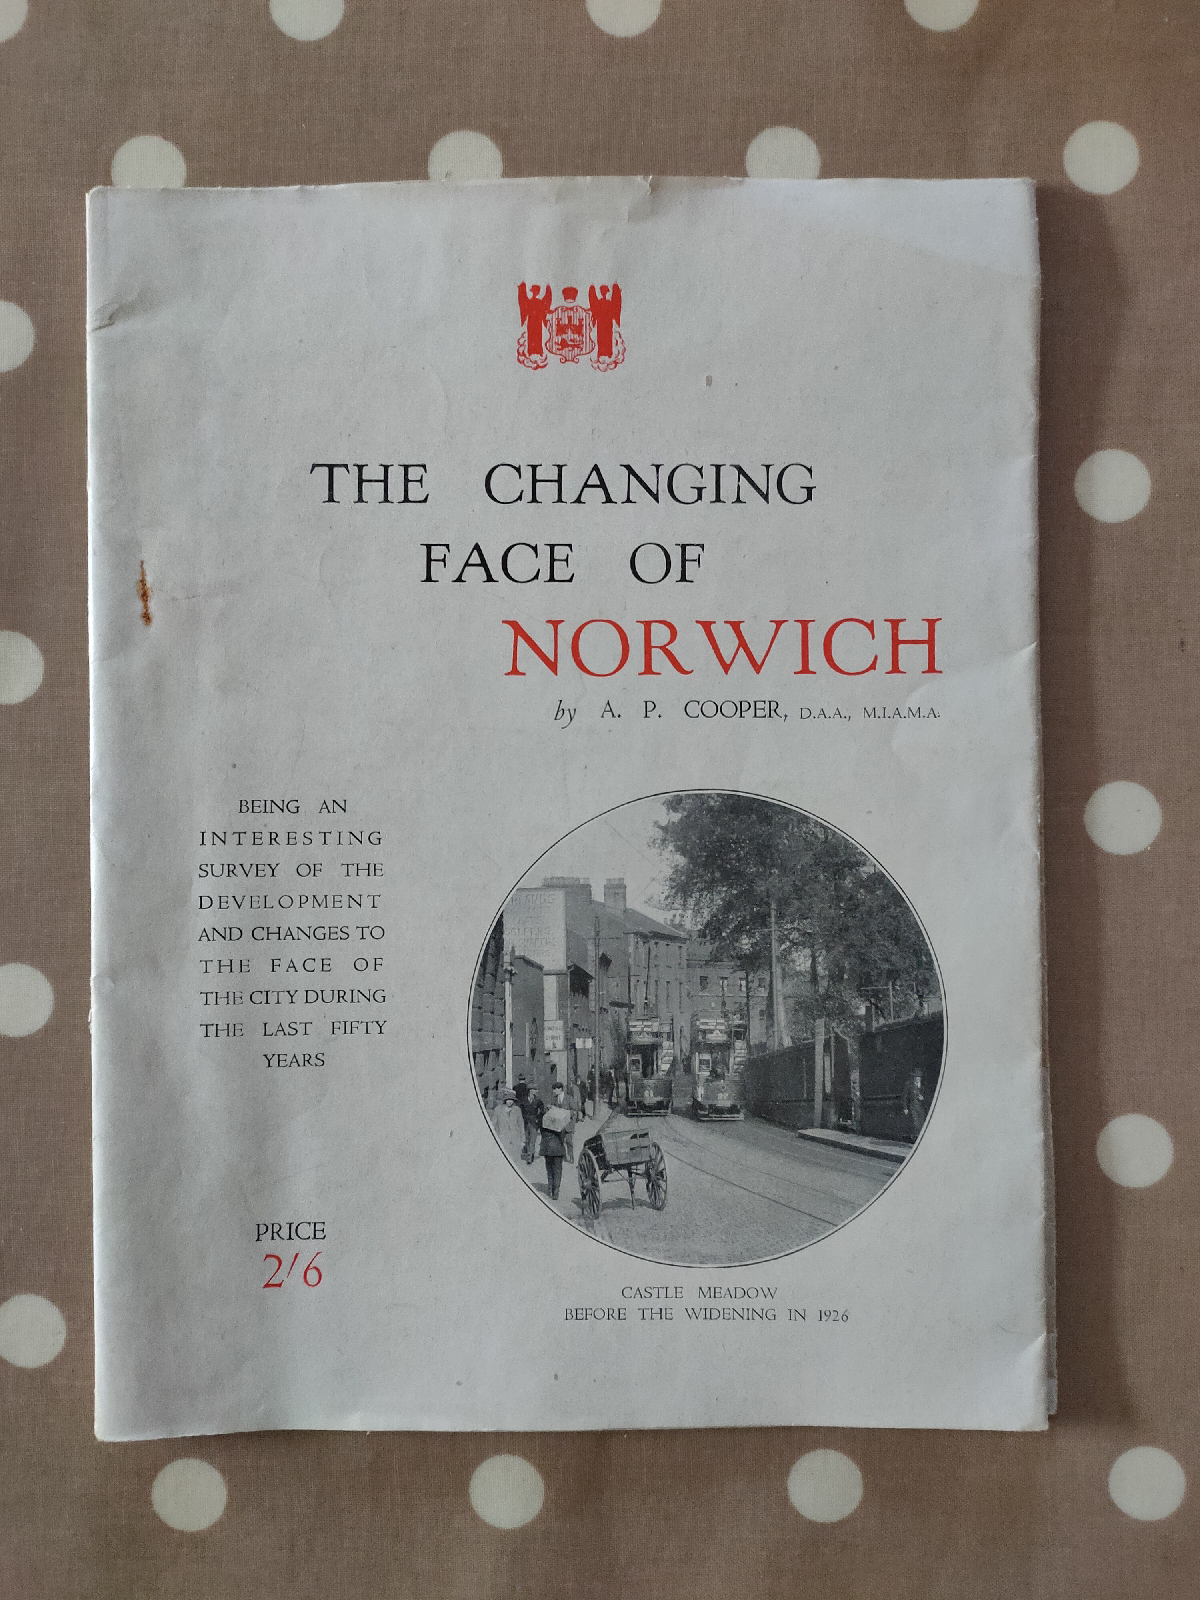 THE CHANGING
FACE OF
NORWICH
by A. P. COOPER, D.A.A., M.I.A.M.A.
BEING AN
INTERESTING
SURVEY OF THE
DEVELOPMENT
AND CHANGES TO
THE FACE OF
THE CITY DURING
THE LAST FIFTY
YEARS
PRICE
2/6
CASTLE MEADOW
BEFORE THE WIDENING IN 1926